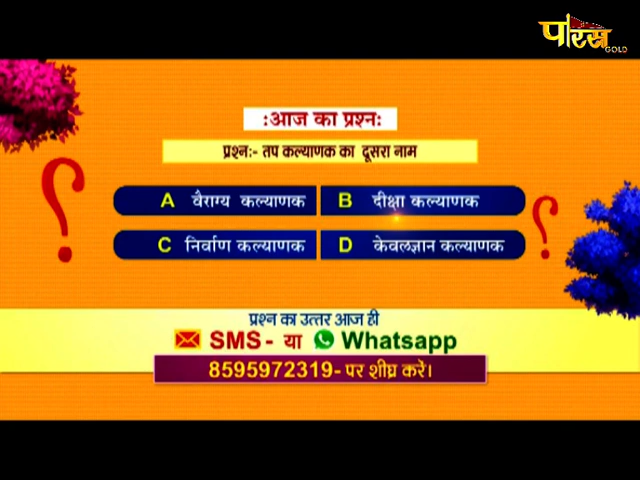 पारस
GOLD
:आज का प्रश्न:
प्रश्न:- तप कल्याणक का दूसरा नाम
A वैराग्य कल्याणक B दीक्षा कल्याणक
C निर्वाण कल्याणक D केवलज्ञान कल्याणक
प्रश्न का उत्तर आज ही
SMS - या Whatsapp
8595972319- पर शीघ्र करें।